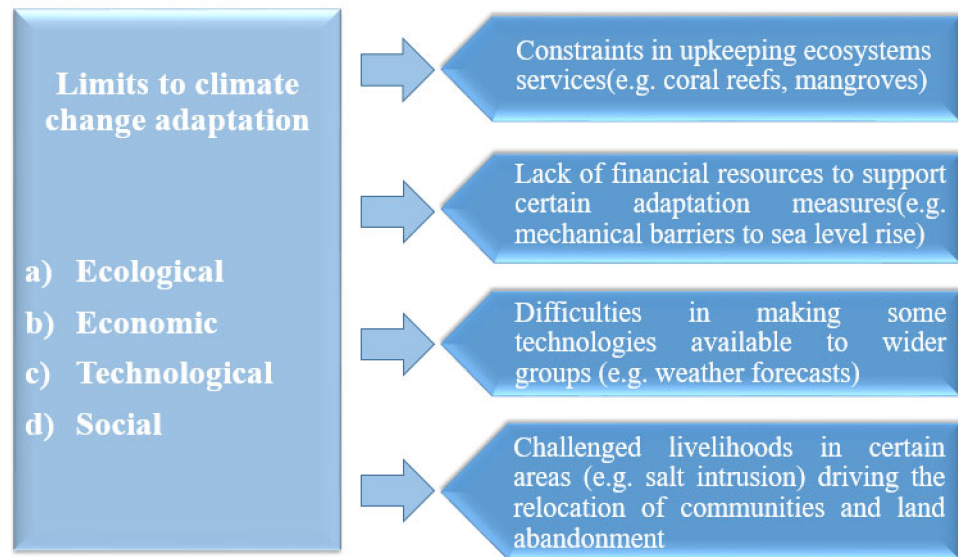 Limits to climate
change adaptation
a) Ecological
b) Economic
c) Technological
d) Social
Constraints in upkeeping ecosystems
services(e.g. coral reefs, mangroves)
Lack of financial resources to support
certain adaptation measures(e.g.
mechanical barriers to sea level rise)
Difficulties in making some
technologies available to wider
groups (e.g. weather forecasts)
Challenged livelihoods in certain
areas (e.g. salt intrusion) driving the
relocation of communities and land
abandonment